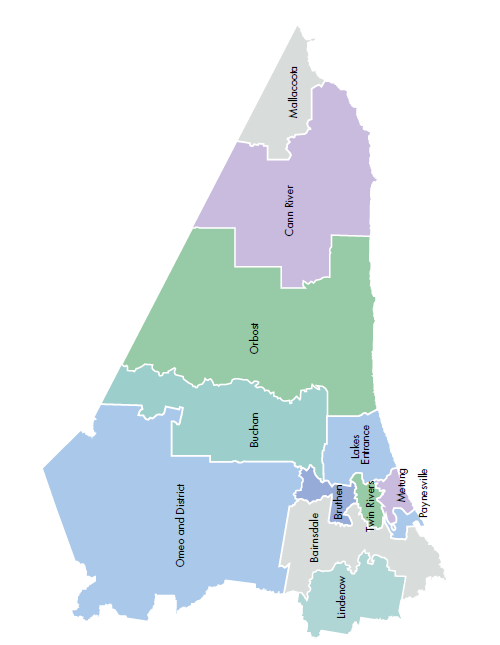 Mallacoota
Cann River
Orbost
Buchan
Lakes
Entrance
Omeo and District
Bruthen
Twin Rivers
Metung
Paynesville
Bairnsdale
Lindenow